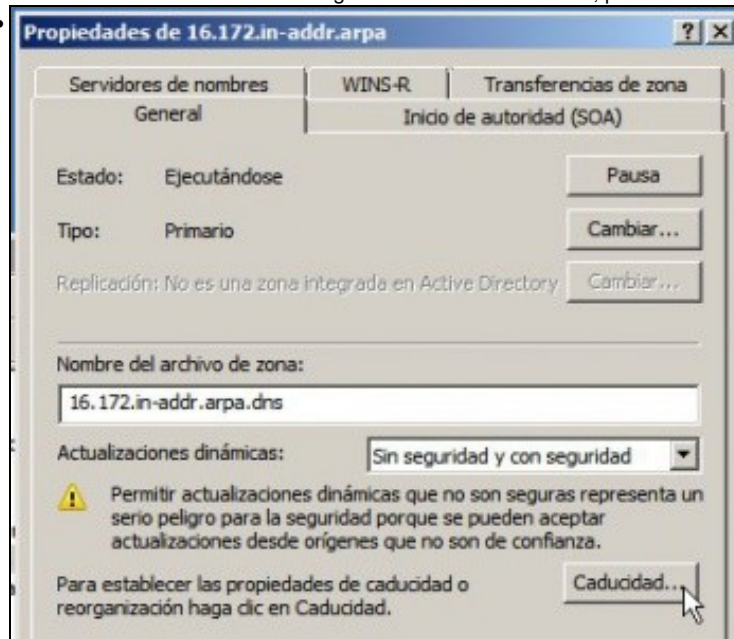 Propiedades de 16.172.in-addr.arpa
Servidores de nombres WINS-R Transferencias de zona
General Inicio de autoridad (SOA)
Estado: Ejecutándose Pausa
Tipo: Primario Cambiar...
Replicación: No es una zona integrada en Active Directory Cambiar...
Nombre del archivo de zona:
16.172.in-addr.arpa.dns
Actualizaciones dinámicas: Sin seguridad y con seguridad
Permitir actualizaciones dinámicas que no son seguras representa un
serio peligro para la seguridad porque se pueden aceptar
actualizaciones desde orígenes que no son de confianza.
Para establecer las propiedades de caducidad o Caducidad...
reorganización haga clic en Caducidad.